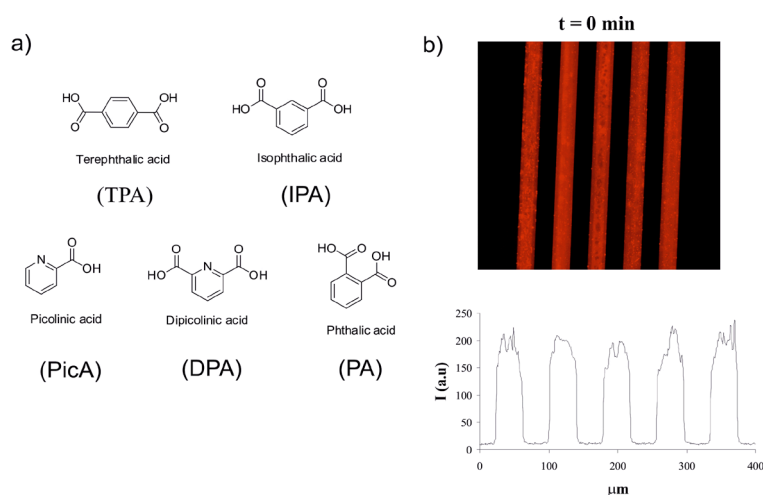 a)
HO
O
OH
O
Terephthalic acid
(TPA)
O
HO
O
OH
Isophthalic acid
(IPA)
N
O
OH
Picolinic acid
(PicA)
O
HO
N
O
OH
Dipicolinic acid
(DPA)
HO
O
OH
O
Phthalic acid
(PA)
b)
t = 0 min
I (a.u)
250
200
150
100
50
0
0 100 200 300 400
µm